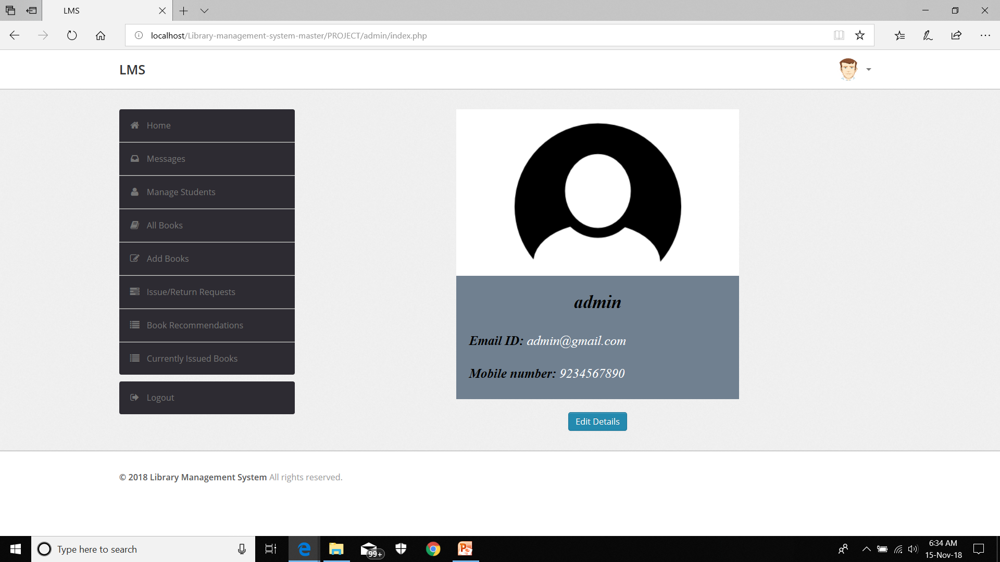 LMS
localhost/Library-management-system-master/PROJECT/admin/index.php
LMS
Home
Messages
Manage Students
All Books
Add Books
Issue/Return Requests
Book Recommendations
Currently Issued Books
Logout
admin
Email ID: admin@gmail.com
Mobile number: 9234567890
Edit Details
© 2018 Library Management System All rights reserved.
Type here to search
99+
6:34 AM
15-Nov-18